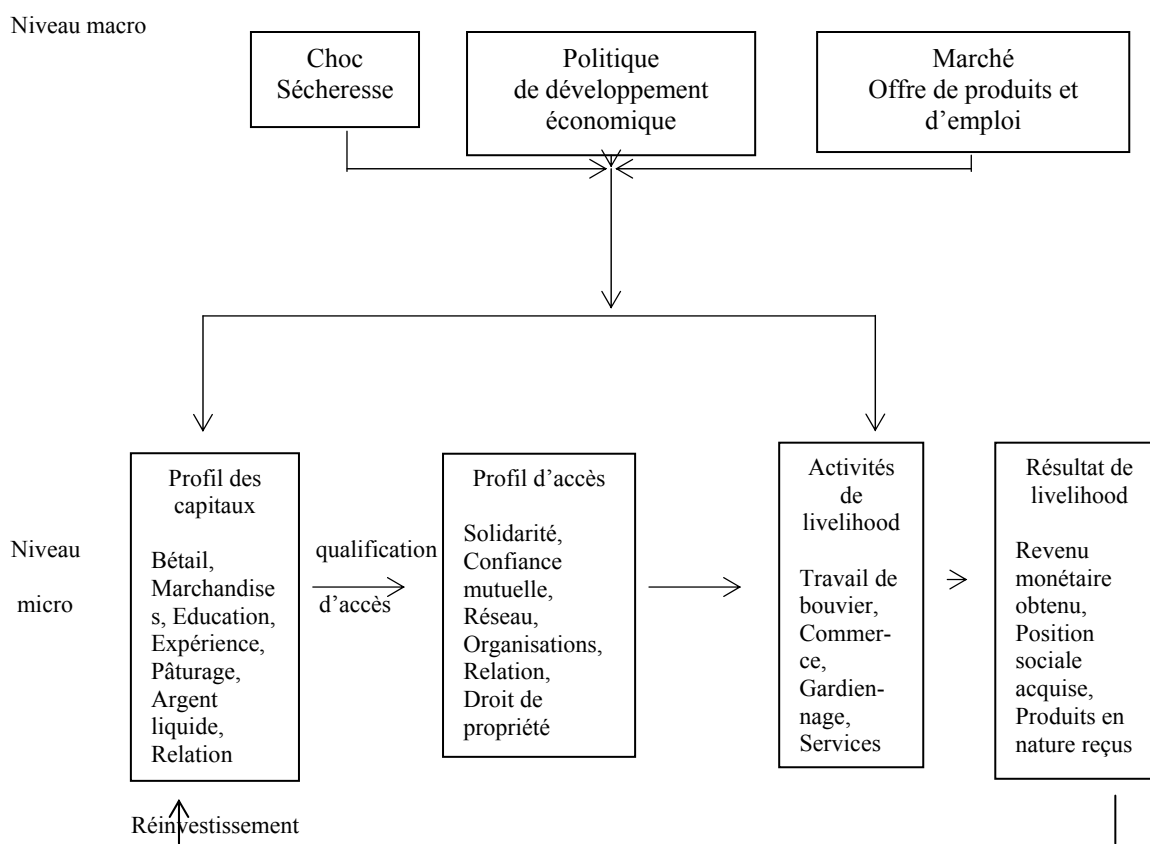 Niveau macro
Choc
Sécheresse
Politique
de développement
économique
Marché
Offre de produits et
d’emploi
Niveau
micro
Profil des
capitaux
Bétail,
Marchandise
s, Education,
Expérience,
Pâturage,
Argent
liquide,
Relation
qualification
d’accès
Profil d’accès
Solidarité,
Confiance
mutuelle,
Réseau,
Organisations,
Relation,
Droit de
propriété
Activités
de
livelihood
Travail de
bouvier,
Commer-
ce,
Gardien-
nage,
Services
Résultat de
livelihood
Revenu
monétaire
obtenu,
Position
sociale
acquise,
Produits en
nature reçus
Réinvestissement